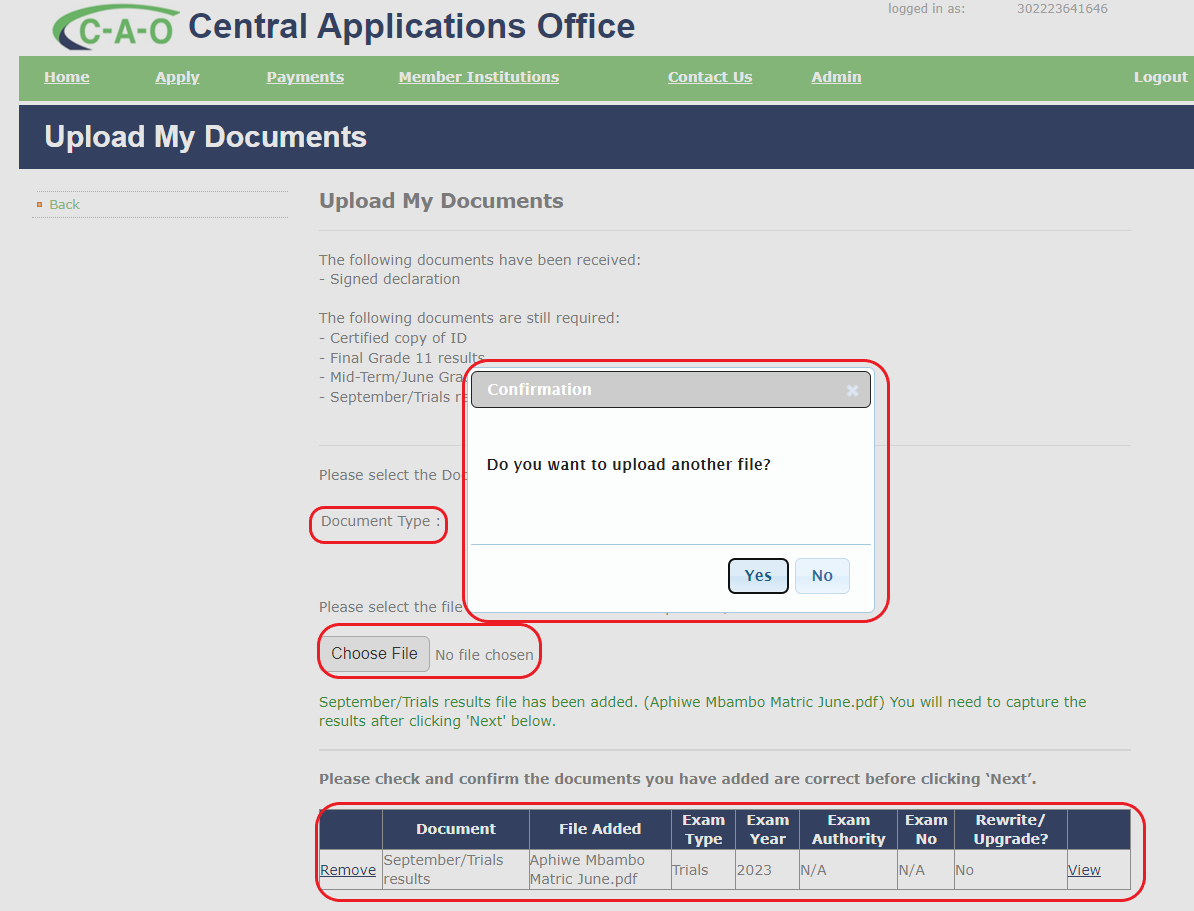 C-A-O Central Applications Office
logged in as: 302223641646
Home Apply Payments Member Institutions Contact Us Admin Logout
Upload My Documents
Back
Upload My Documents
The following documents have been received:
- Signed declaration
The following documents are still required:
- Certified copy of ID
- Final Grade 11 results
- Mid-Term/June Gra
- September/Trials re
Confirmation
Do you want to upload another file?
Yes No
Please select the Doc
Document Type :
Please select the file
Choose File No file chosen
September/Trials results file has been added. (Aphiwe Mbambo Matric June.pdf) You will need to capture the
results after clicking 'Next' below.
Please check and confirm the documents you have added are correct before clicking ‘Next’.
Document File Added Exam Type Exam Year Exam Authority Exam No Rewrite/ Upgrade?
Remove September/Trials results Aphiwe Mbambo Matric June.pdf Trials 2023 N/A N/A No View